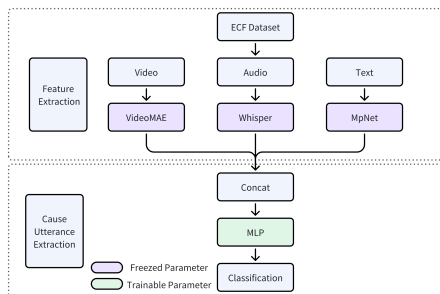 ECF Dataset
Feature
Extraction
Video
Audio
Text
VideoMAE
Whisper
MpNet
Concat
Cause
Utterance
Extraction
MLP
Freezed Parameter
Trainable Parameter
Classification